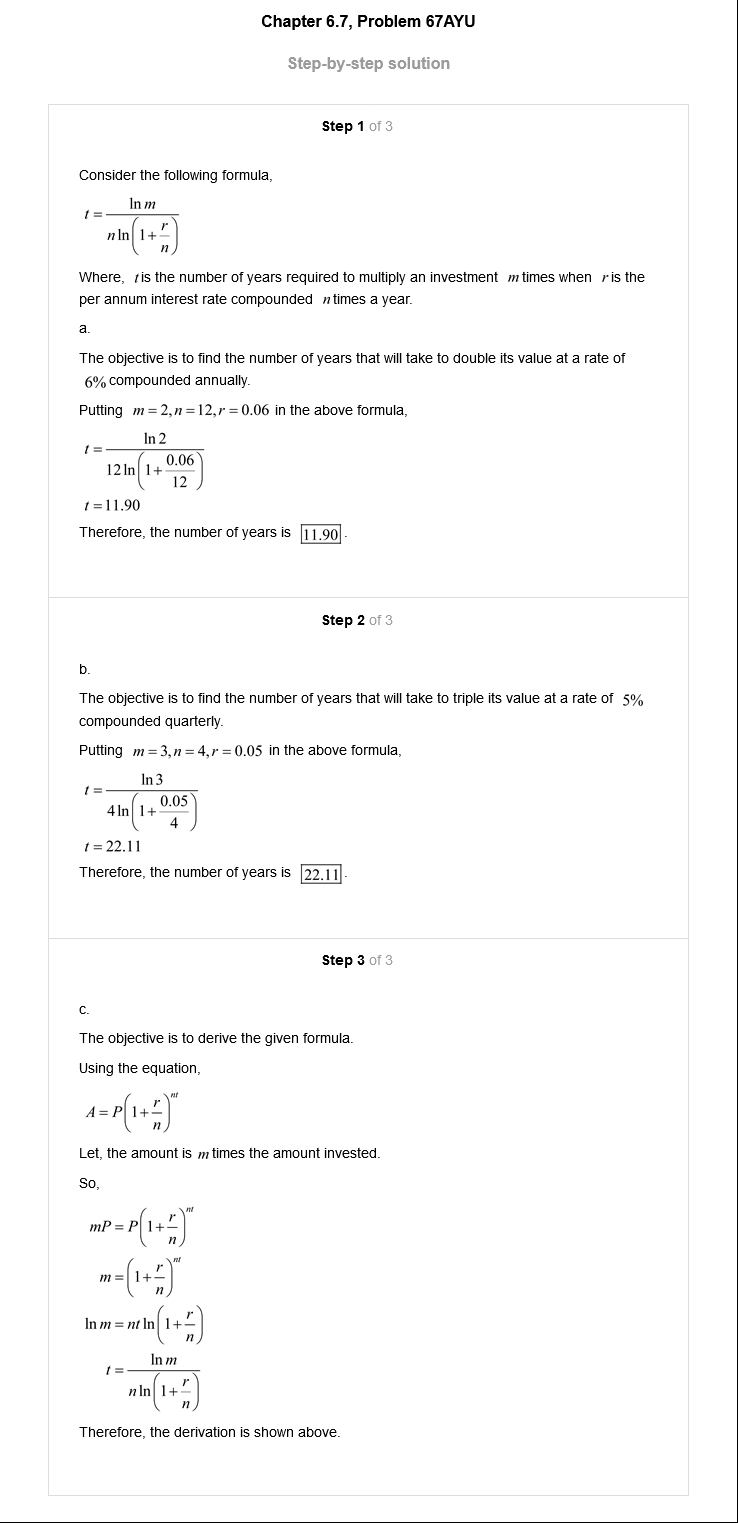 Chapter 6.7, Problem 67AYU
Step-by-step solution
Step 1 of 3
Consider the following formula,
t = \frac{\ln m}{n \ln\left(1+\frac{r}{n}\right)}
Where, t is the number of years required to multiply an investment m times when r is the
per annum interest rate compounded n times a year.
a.
The objective is to find the number of years that will take to double its value at a rate of
6% compounded annually.
Putting m = 2, n = 12, r = 0.06 in the above formula,
t = \frac{\ln 2}{12 \ln\left(1+\frac{0.06}{12}\right)}
t = 11.90
Therefore, the number of years is 11.90.
Step 2 of 3
b.
The objective is to find the number of years that will take to triple its value at a rate of 5%
compounded quarterly.
Putting m = 3, n = 4, r = 0.05 in the above formula,
t = \frac{\ln 3}{4 \ln\left(1+\frac{0.05}{4}\right)}
t = 22.11
Therefore, the number of years is 22.11.
Step 3 of 3
c.
The objective is to derive the given formula.
Using the equation,
A = P\left(1+\frac{r}{n}\right)^{nt}
Let, the amount is m times the amount invested.
So,
mP = P\left(1+\frac{r}{n}\right)^{nt}
m = \left(1+\frac{r}{n}\right)^{nt}
\ln m = nt \ln\left(1+\frac{r}{n}\right)
t = \frac{\ln m}{n \ln\left(1+\frac{r}{n}\right)}
Therefore, the derivation is shown above.